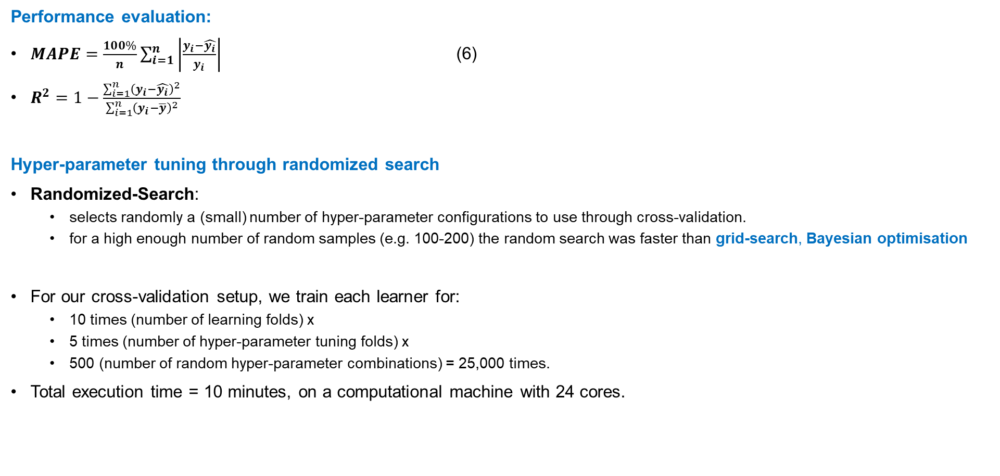 Performance evaluation:
• MAPE = \frac{100\%}{n} \sum_{i=1}^{n} \left| \frac{y_i - \widehat{y_i}}{y_i} \right| (6)
• R^2 = 1 - \frac{\sum_{i=1}^{n} (y_i - \widehat{y_i})^2}{\sum_{i=1}^{n} (y_i - \overline{y})^2}
Hyper-parameter tuning through randomized search
• Randomized-Search:
• selects randomly a (small) number of hyper-parameter configurations to use through cross-validation.
• for a high enough number of random samples (e.g. 100-200) the random search was faster than grid-search, Bayesian optimisation
• For our cross-validation setup, we train each learner for:
• 10 times (number of learning folds) x
• 5 times (number of hyper-parameter tuning folds) x
• 500 (number of random hyper-parameter combinations) = 25,000 times.
• Total execution time = 10 minutes, on a computational machine with 24 cores.